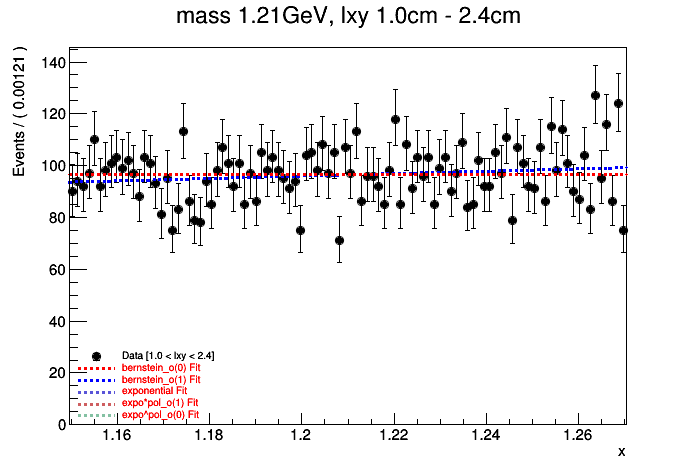 mass 1.21GeV, lxy 1.0cm - 2.4cm
Events / ( 0.00121 )
140
120
100
80
60
40
20
0
Data [1.0 < lxy < 2.4]
bernstein_o(0) Fit
bernstein_o(1) Fit
exponential Fit
expo*pol_o(1) Fit
expo^pol_o(0) Fit
1.16 1.18 1.2 1.22 1.24 1.26
x